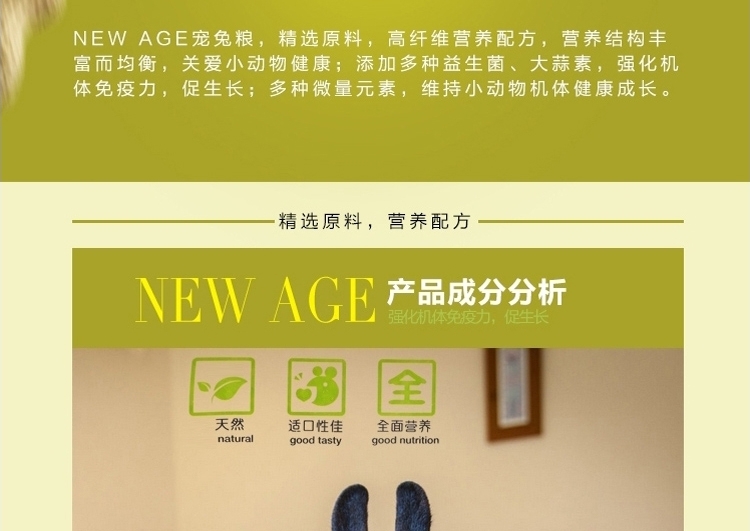 NEW AGE宠兔粮，精选原料，高纤维营养配方，营养结构丰
富而均衡，关爱小动物健康；添加多种益生菌、大蒜素，强化机
体免疫力，促生长；多种微量元素，维持小动物机体健康成长。
精选原料，营养配方
NEW AGE 产品成分分析
强化机体免疫力，促生长
全
天然 适口性佳 全面营养
natural good tasty good nutrition